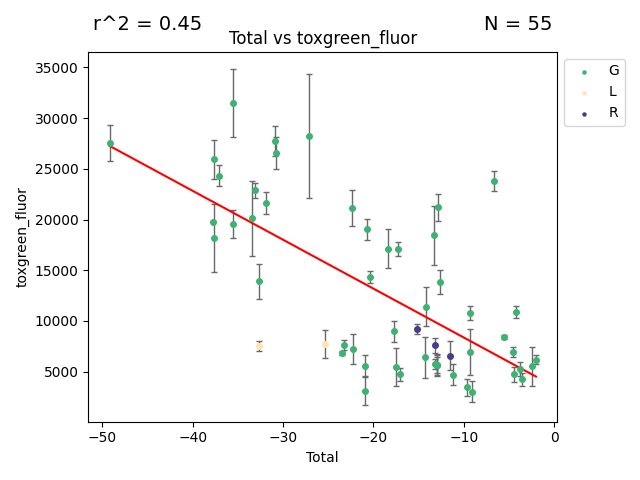 r^2 = 0.45
N = 55
Total vs toxgreen_fluor
35000
30000
25000
20000
15000
10000
5000
toxgreen_fluor
−50
−40
−30
−20
−10
0
Total
G
L
R